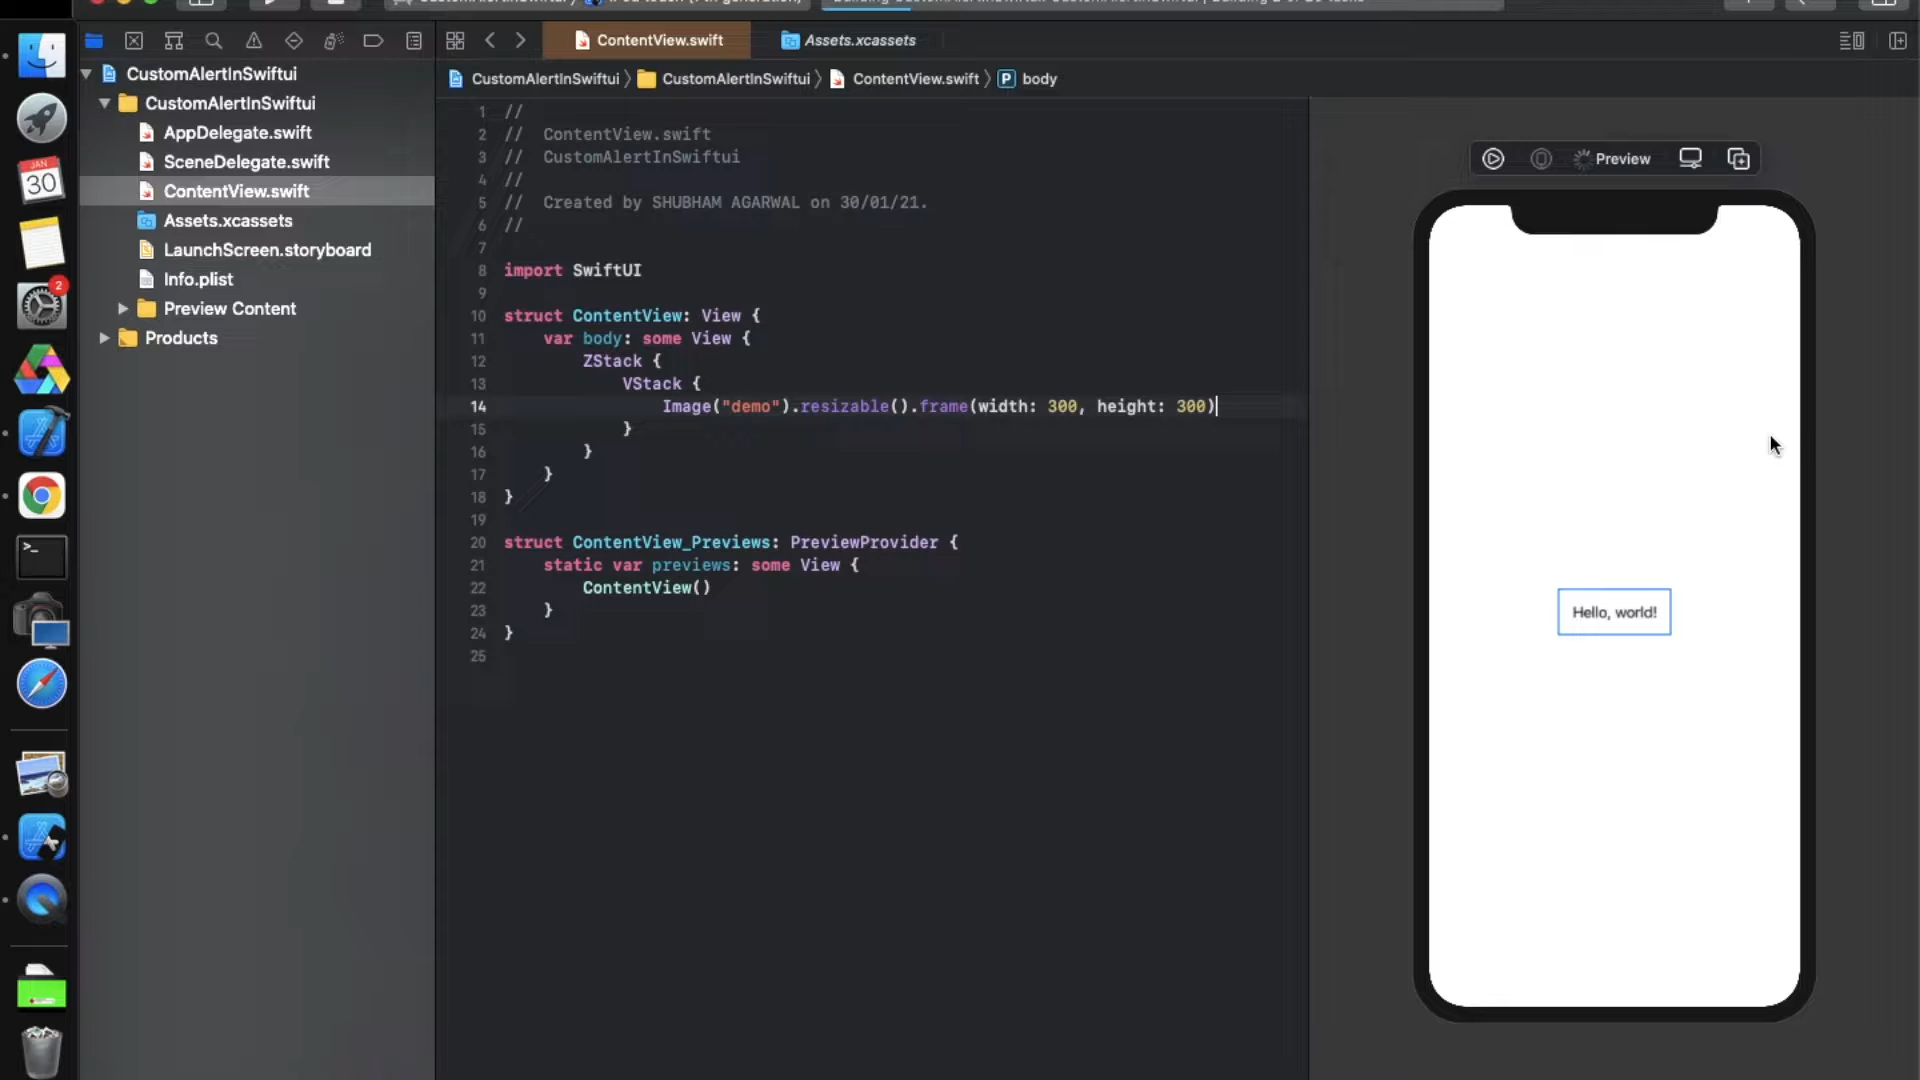 ContentView.swift
Assets.xcassets
CustomAlertInSwiftui
CustomAlertInSwiftui
AppDelegate.swift
SceneDelegate.swift
ContentView.swift
Assets.xcassets
LaunchScreen.storyboard
Info.plist
Preview Content
Products
JAN
30
2
CustomAlertInSwiftui 〉 CustomAlertInSwiftui 〉 ContentView.swift 〉 P body
1 //
2 //  ContentView.swift
3 //  CustomAlertInSwiftui
4 //
5 //  Created by SHUBHAM AGARWAL on 30/01/21.
6 //
7
8 import SwiftUI
9
10 struct ContentView: View {
11     var body: some View {
12         ZStack {
13             VStack {
14                 Image("demo").resizable().frame(width: 300, height: 300)
15             }
16         }
17     }
18 }
19
20 struct ContentView_Previews: PreviewProvider {
21     static var previews: some View {
22         ContentView()
23     }
24 }
25
Preview
Hello, world!